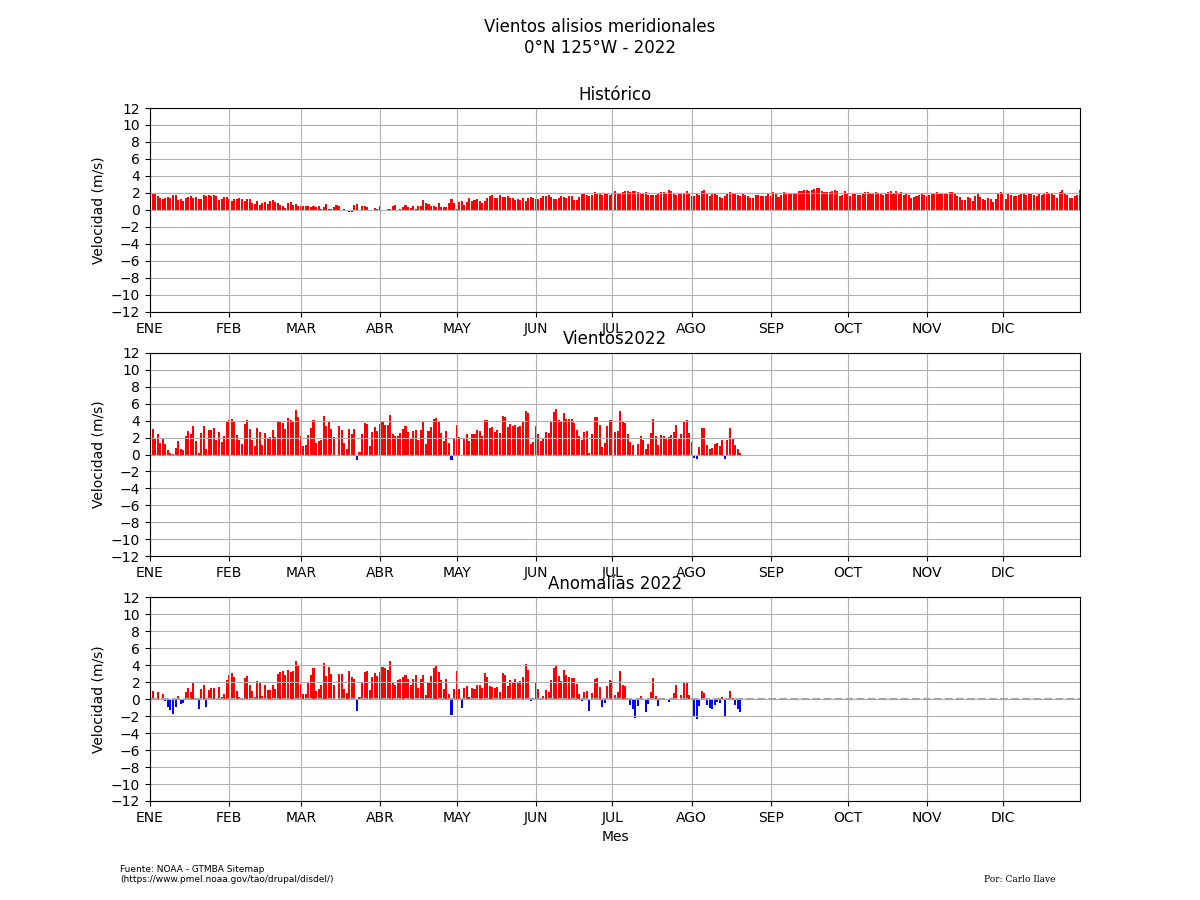 Vientos alisios meridionales
0°N 125°W - 2022
Histórico
12
10
8
6
4
2
0
−2
−4
−6
−8
−10
−12
Velocidad (m/s)
ENE FEB MAR ABR MAY JUN JUL AGO SEP OCT NOV DIC
Vientos2022
12
10
8
6
4
2
0
−2
−4
−6
−8
−10
−12
Velocidad (m/s)
ENE FEB MAR ABR MAY JUN JUL AGO SEP OCT NOV DIC
Anomalías 2022
12
10
8
6
4
2
0
−2
−4
−6
−8
−10
−12
Velocidad (m/s)
ENE FEB MAR ABR MAY JUN JUL AGO SEP OCT NOV DIC
Mes
Fuente: NOAA - GTMBA Sitemap
(https://www.pmel.noaa.gov/tao/drupal/disdel/)
Por: Carlo Ilave